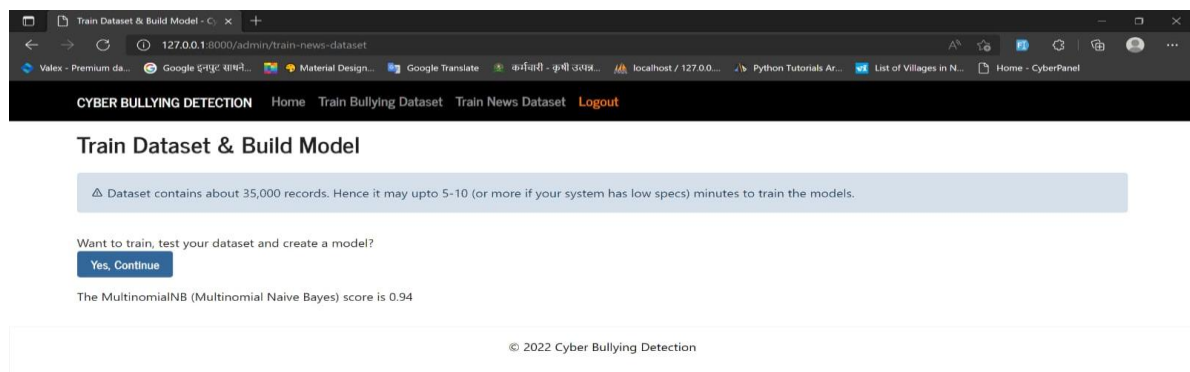 Train Dataset & Build Model - Cy
127.0.0.1:8000/admin/train-news-dataset
Valex - Premium da... Google इनपुट साधने... Material Design... Google Translate कर्मचारी - कृषी उत्पन्न... localhost / 127.0.0.... Python Tutorials Ar... List of Villages in N... Home - CyberPanel
CYBER BULLYING DETECTION Home Train Bullying Dataset Train News Dataset Logout
Train Dataset & Build Model
⚠ Dataset contains about 35,000 records. Hence it may upto 5-10 (or more if your system has low specs) minutes to train the models.
Want to train, test your dataset and create a model?
Yes, Continue
The MultinomialNB (Multinomial Naive Bayes) score is 0.94
© 2022 Cyber Bullying Detection